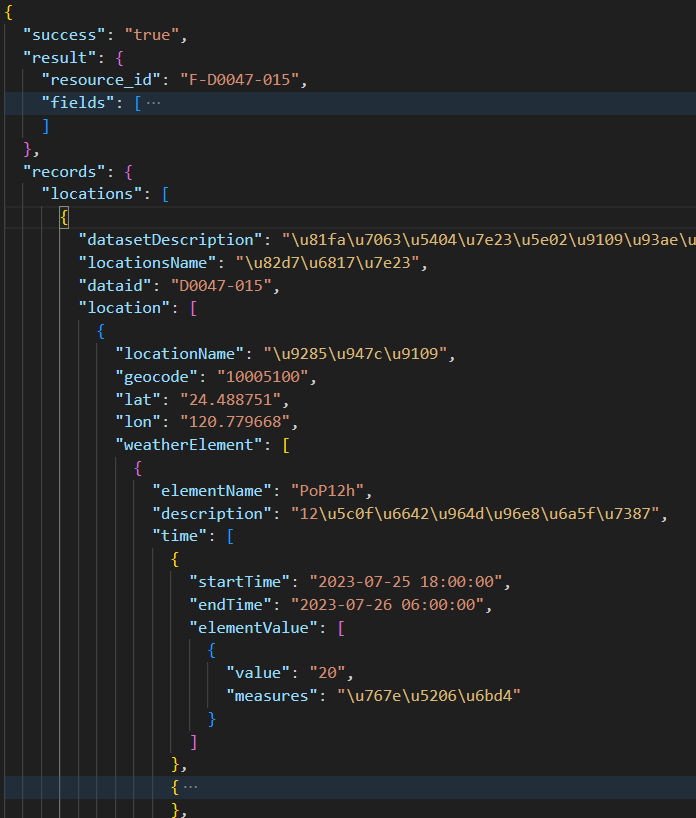 {
"success": "true",
"result": {
"resource_id": "F-D0047-015",
"fields": [ ···
]
},
"records": {
"locations": [
{
"datasetDescription": "\u81fa\u7063\u5404\u7e23\u5e02\u9109\u93ae\u
"locationsName": "\u82d7\u6817\u7e23",
"dataid": "D0047-015",
"location": [
{
"locationName": "\u9285\u947c\u9109",
"geocode": "10005100",
"lat": "24.488751",
"lon": "120.779668",
"weatherElement": [
{
"elementName": "PoP12h",
"description": "12\u5c0f\u6642\u964d\u96e8\u6a5f\u7387",
"time": [
{
"startTime": "2023-07-25 18:00:00",
"endTime": "2023-07-26 06:00:00",
"elementValue": [
{
"value": "20",
"measures": "\u767e\u5206\u6bd4"
}
]
},
{ ···
},